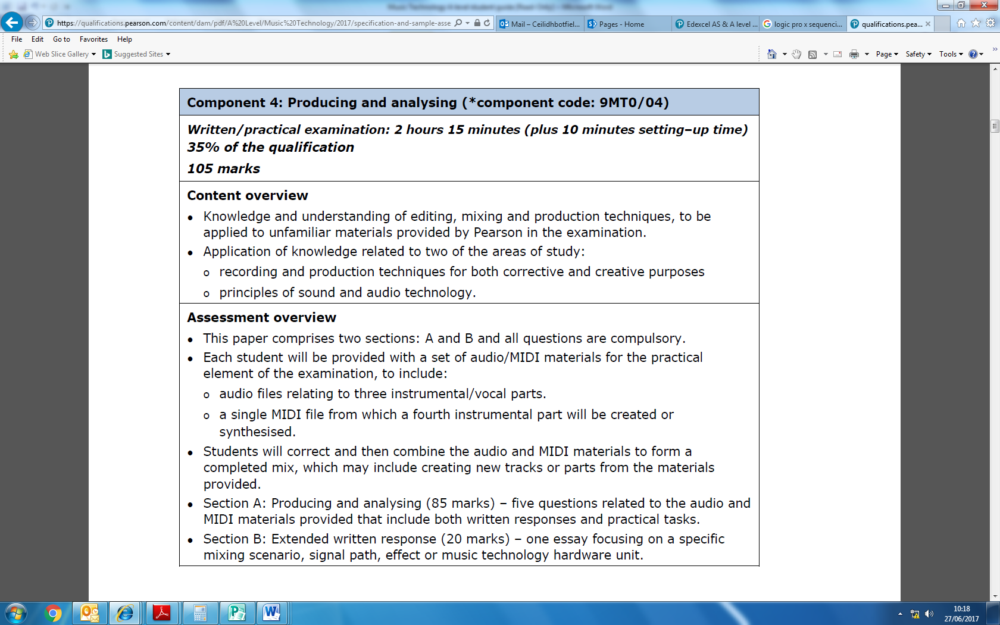 Music Technology A level student guide [Read Only] - Microsoft Word
https://qualifications.pearson.com/content/dam/pdf/A%20Level/Music%20Technology/2017/specification-and-sample-asse
Mail – Ceilidhbotfiel...
Pages - Home
Edexcel AS & A level ...
logic pro x sequenci...
qualifications.pea...
File Edit Go to Favorites Help
Web Slice Gallery
Suggested Sites
Page Safety Tools
Component 4: Producing and analysing (*component code: 9MT0/04)
Written/practical examination: 2 hours 15 minutes (plus 10 minutes setting–up time)
35% of the qualification
105 marks
Content overview
● Knowledge and understanding of editing, mixing and production techniques, to be
applied to unfamiliar materials provided by Pearson in the examination.
● Application of knowledge related to two of the areas of study:
o recording and production techniques for both corrective and creative purposes
o principles of sound and audio technology.
Assessment overview
● This paper comprises two sections: A and B and all questions are compulsory.
● Each student will be provided with a set of audio/MIDI materials for the practical
element of the examination, to include:
o audio files relating to three instrumental/vocal parts.
o a single MIDI file from which a fourth instrumental part will be created or
synthesised.
● Students will correct and then combine the audio and MIDI materials to form a
completed mix, which may include creating new tracks or parts from the materials
provided.
● Section A: Producing and analysing (85 marks) – five questions related to the audio and
MIDI materials provided that include both written responses and practical tasks.
● Section B: Extended written response (20 marks) – one essay focusing on a specific
mixing scenario, signal path, effect or music technology hardware unit.
10:18
27/06/2017